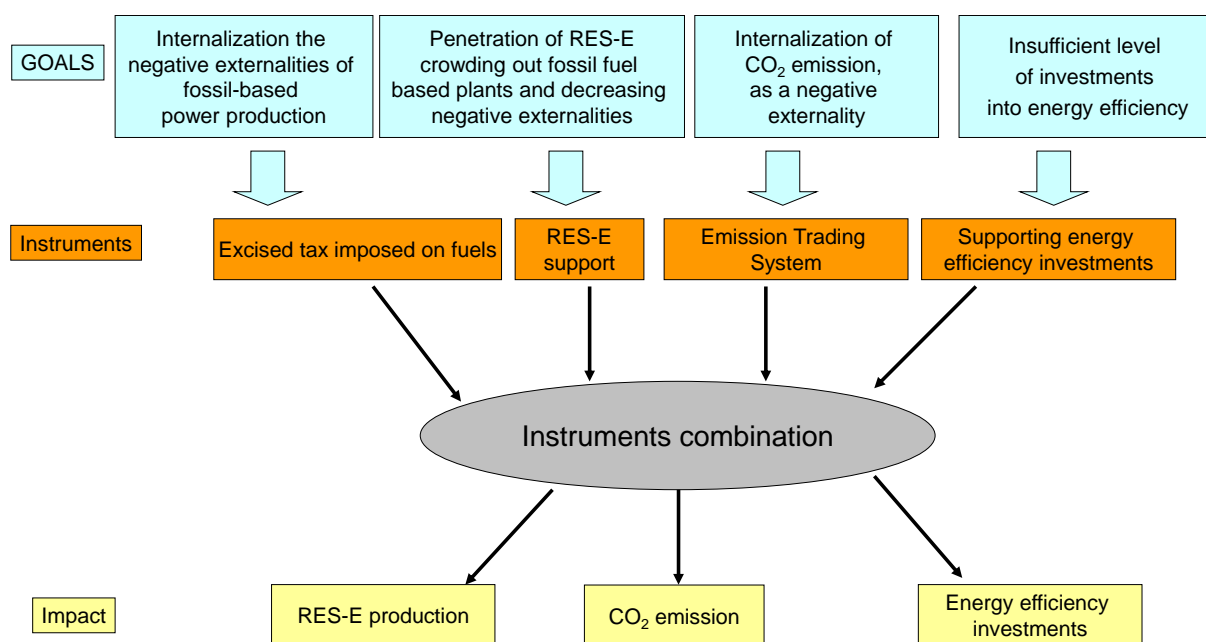 GOALS
Internalization the
negative externalities of
fossil-based
power production
Penetration of RES-E
crowding out fossil fuel
based plants and decreasing
negative externalities
Internalization of
CO₂ emission,
as a negative
externality
Insufficient level
of investments
into energy efficiency
Instruments
Excised tax imposed on fuels
RES-E
support
Emission Trading
System
Supporting energy
efficiency investments
Instruments combination
Impact
RES-E production
CO₂ emission
Energy efficiency
investments